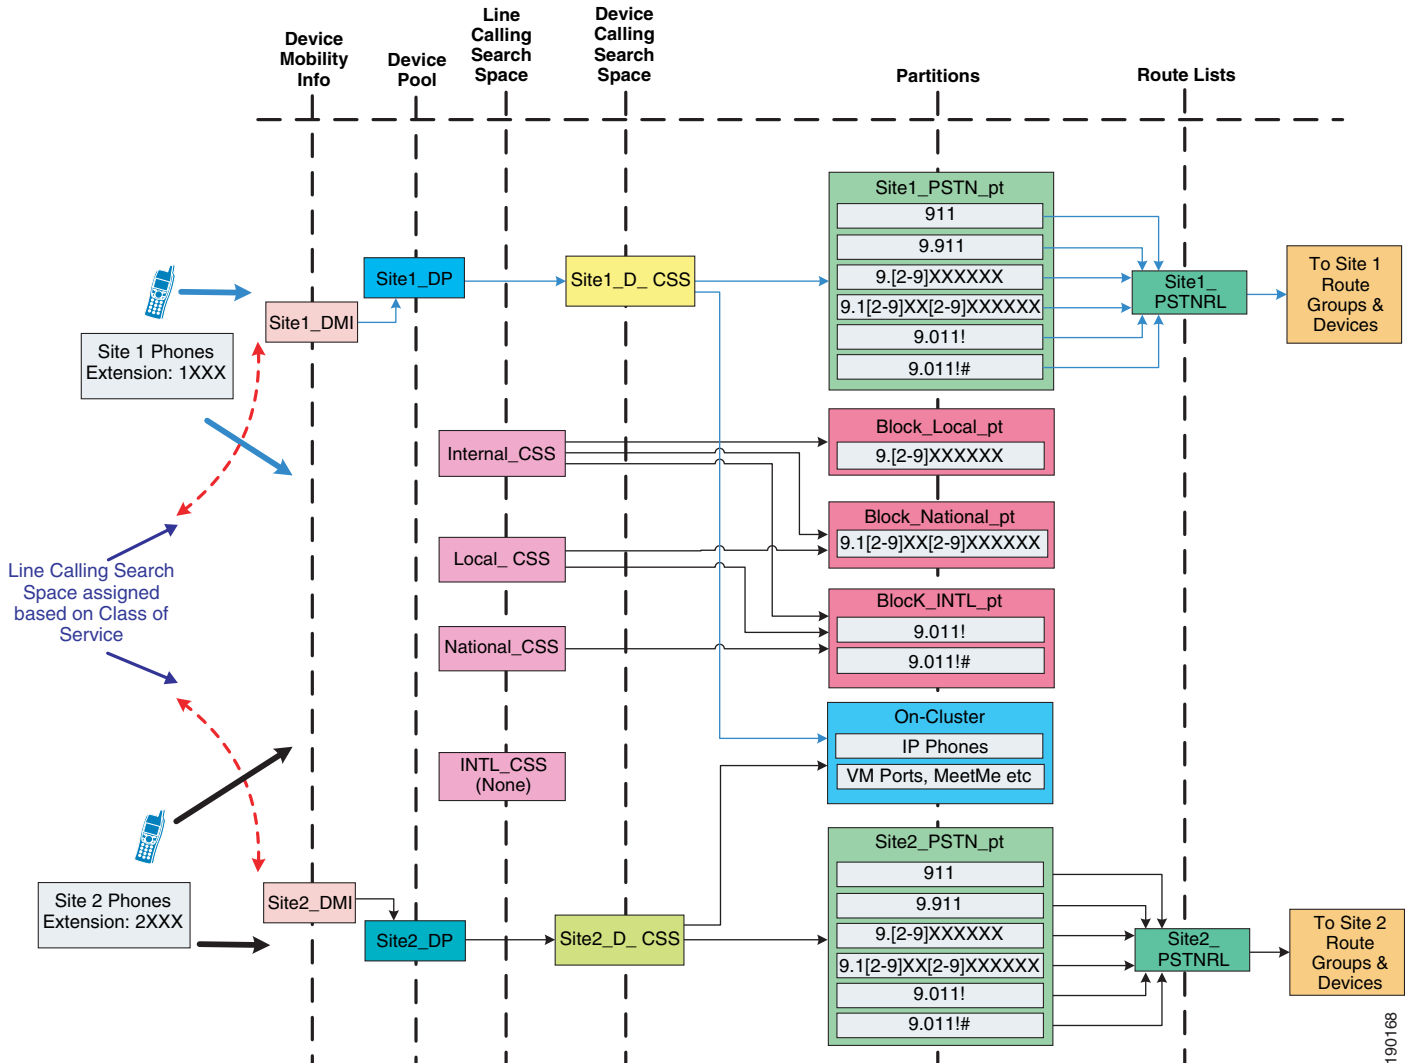 Device
Mobility
Info
Device
Pool
Line
Calling
Search
Space
Device
Calling
Search
Space
Partitions
Route Lists
Site1_PSTN_pt
911
9.911
9.[2-9]XXXXXX
9.1[2-9]XX[2-9]XXXXXX
9.011!
9.011!#
Site1_DP
Site1_D_ CSS
Site1_DMI
Site1_
PSTNRL
To Site 1
Route
Groups &
Devices
Site 1 Phones
Extension: 1XXX
Internal_CSS
Block_Local_pt
9.[2-9]XXXXXX
Block_National_pt
9.1[2-9]XX[2-9]XXXXXX
Local_ CSS
Line Calling Search
Space assigned
based on Class of
Service
BlocK_INTL_pt
9.011!
9.011!#
National_CSS
On-Cluster
IP Phones
VM Ports, MeetMe etc
INTL_CSS
(None)
Site2_PSTN_pt
911
9.911
9.[2-9]XXXXXX
9.1[2-9]XX[2-9]XXXXXX
9.011!
9.011!#
Site 2 Phones
Extension: 2XXX
Site2_DMI
Site2_DP
Site2_D_ CSS
Site2_
PSTNRL
To Site 2
Route
Groups &
Devices
190168